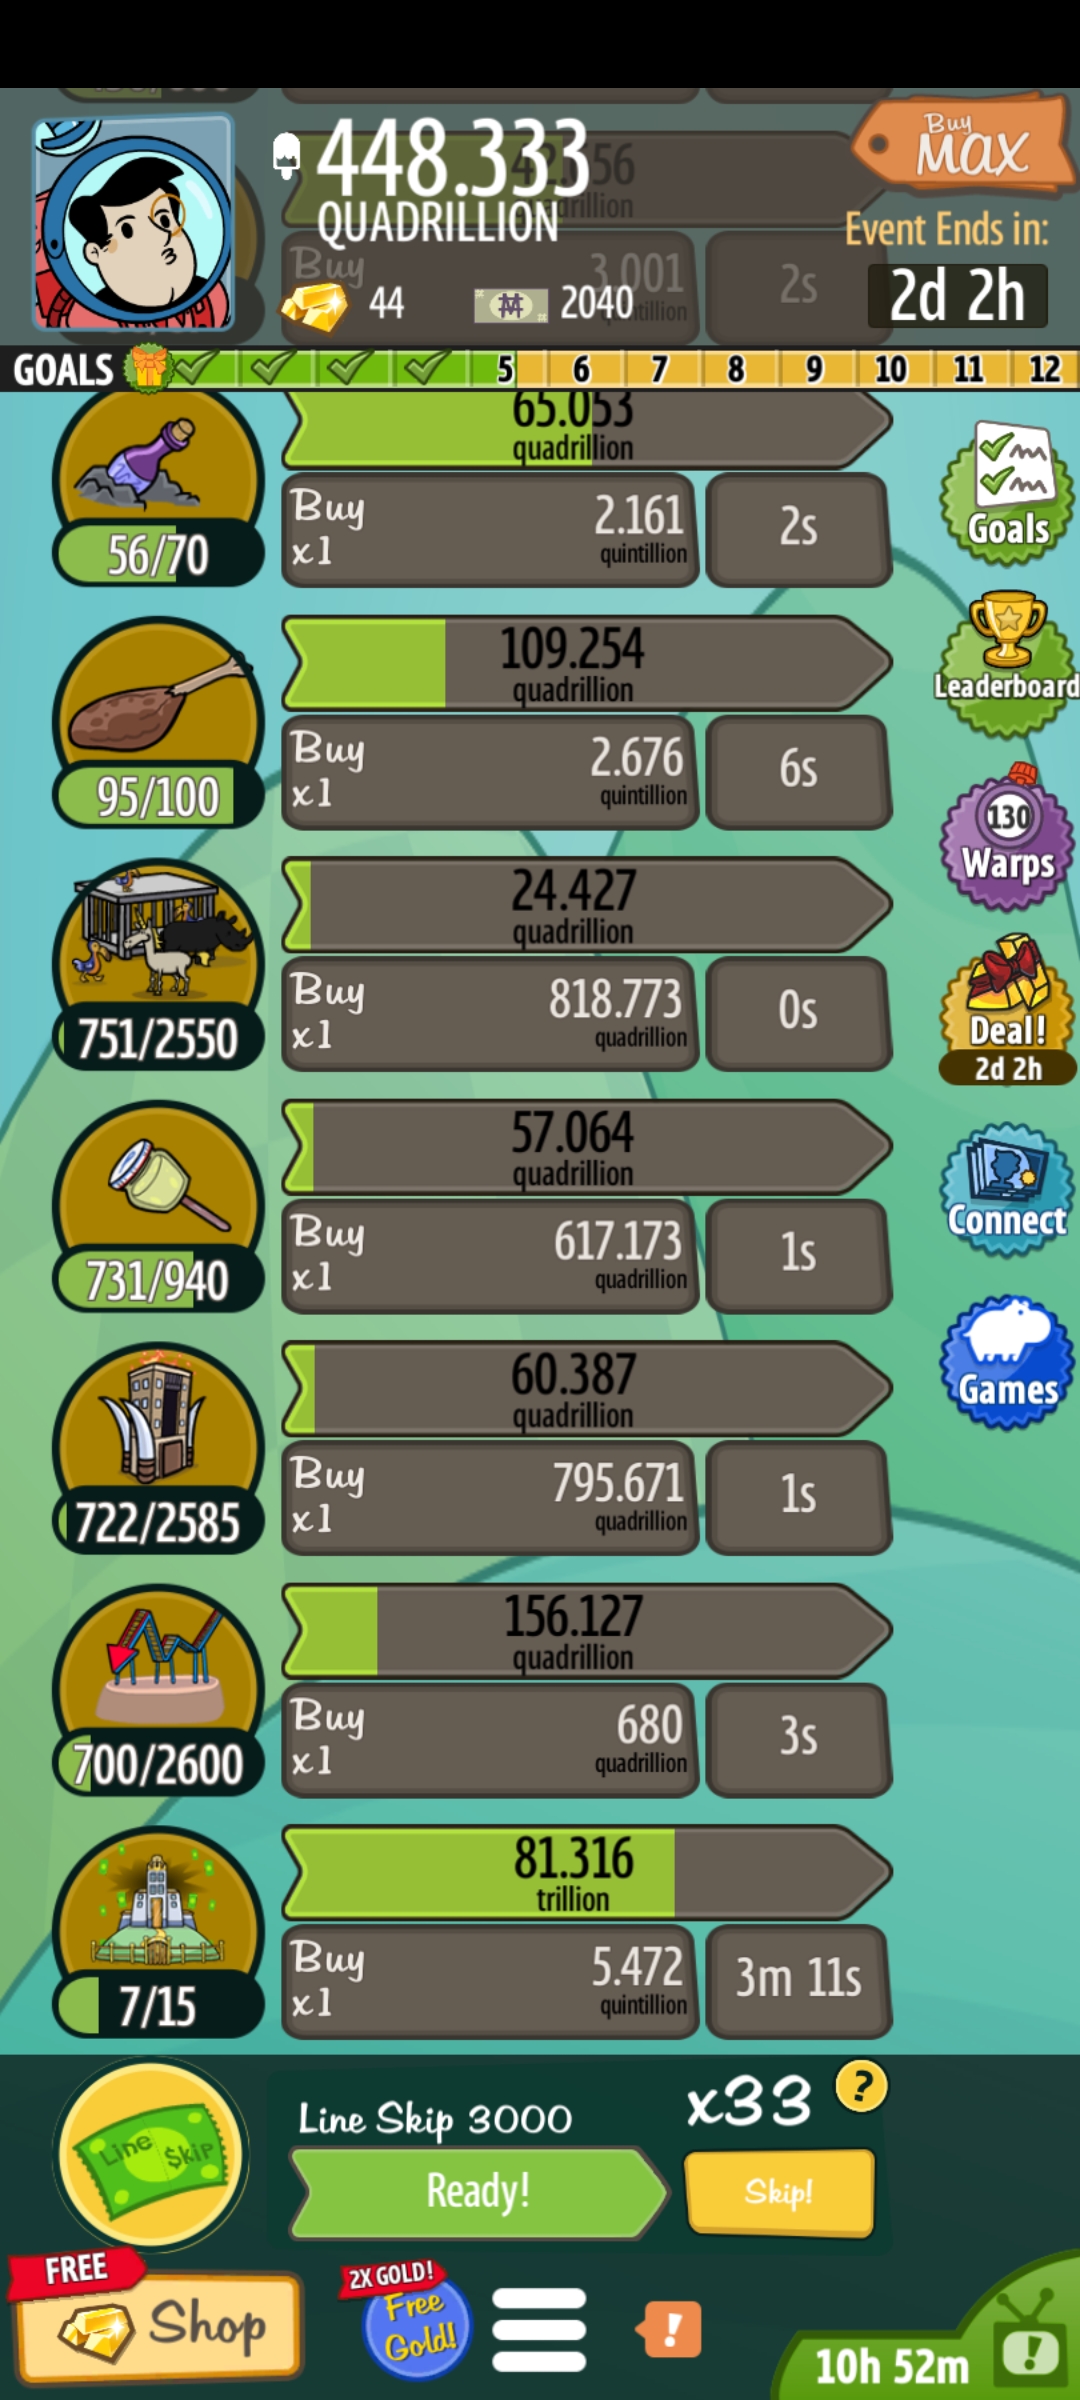 448.333
QUADRILLION
Buy
MAX
Event Ends in:
2d 2h
44
2040
Buy
3.001
2s
GOALS 5 6 7 8 9 10 11 12
65.053
quadrillion
56/70
Buy
x1
2.161
quintillion
2s
Goals
109.254
quadrillion
95/100
Buy
x1
2.676
quintillion
6s
Leaderboard
130
Warps
24.427
quadrillion
751/2550
Buy
x1
818.773
quadrillion
0s
Deal!
2d 2h
57.064
quadrillion
731/940
Buy
x1
617.173
quadrillion
1s
Connect
60.387
quadrillion
722/2585
Buy
x1
795.671
quadrillion
1s
Games
156.127
quadrillion
700/2600
Buy
x1
680
quadrillion
3s
81.316
trillion
7/15
Buy
x1
5.472
quintillion
3m 11s
Line $kip
Line Skip 3000
x33
?
Ready!
Skip!
FREE
Shop
2X GOLD!
Free
Gold!
!
10h 52m
!